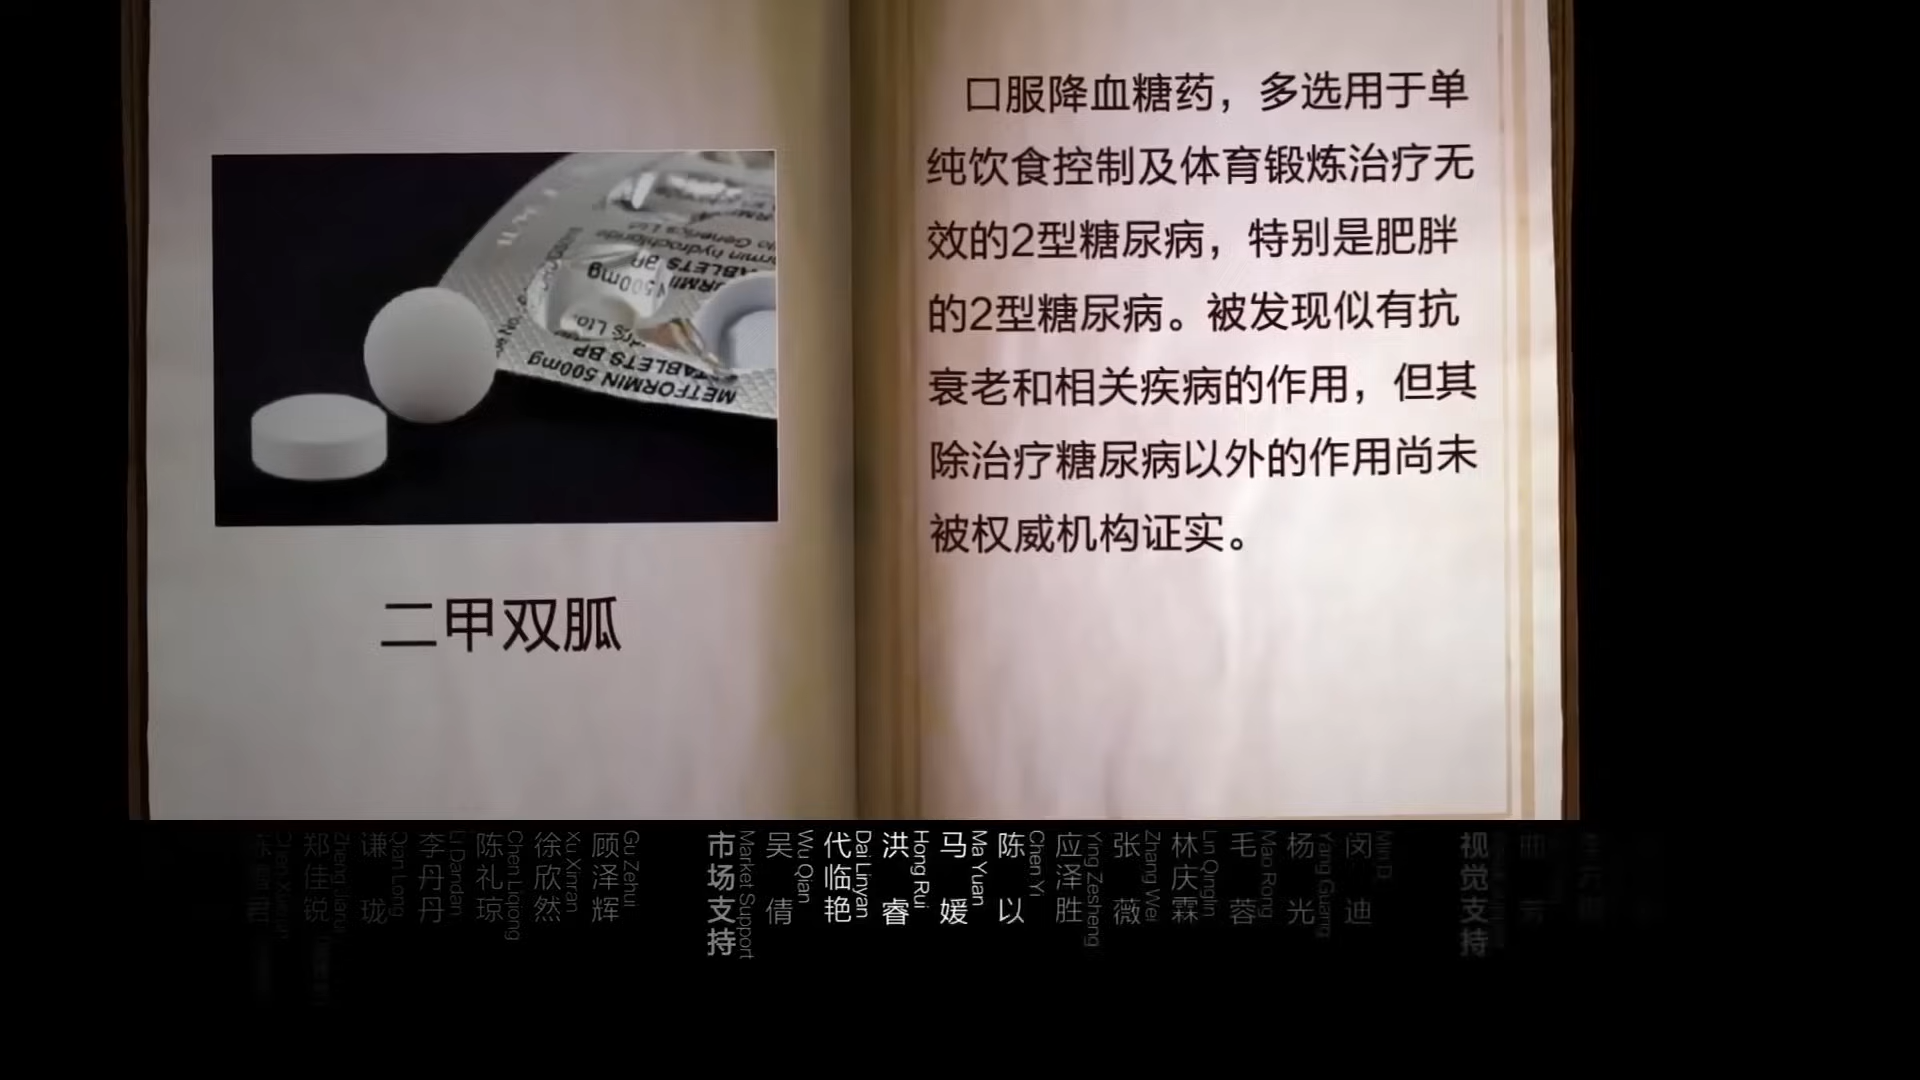 口服降血糖药，多选用于单
纯饮食控制及体育锻炼治疗无
效的2型糖尿病，特别是肥胖
的2型糖尿病。被发现似有抗
衰老和相关疾病的作用，但其
除治疗糖尿病以外的作用尚未
被权威机构证实。
二甲双胍
METFORMIN 500mg
TABLETS BP
郑佳锐
谦 珑 Qian Long
李丹丹 Li Dandan
陈礼琼 Chen Liqiong
徐欣然 Xu Xinran
顾泽辉 Gu Zehui
市场支持 Market Support
吴 倩 Wu Qian
代临艳 Dai Linyan
洪 睿 Hong Rui
马 媛 Ma Yuan
陈 以 Chen Yi
应泽胜 Ying Zesheng
张 薇 Zhang Wei
林庆霖 Lin Qinglin
毛 蓉 Mao Rong
杨 光 Yang Guang
闵 迪 Min Di
视觉支持